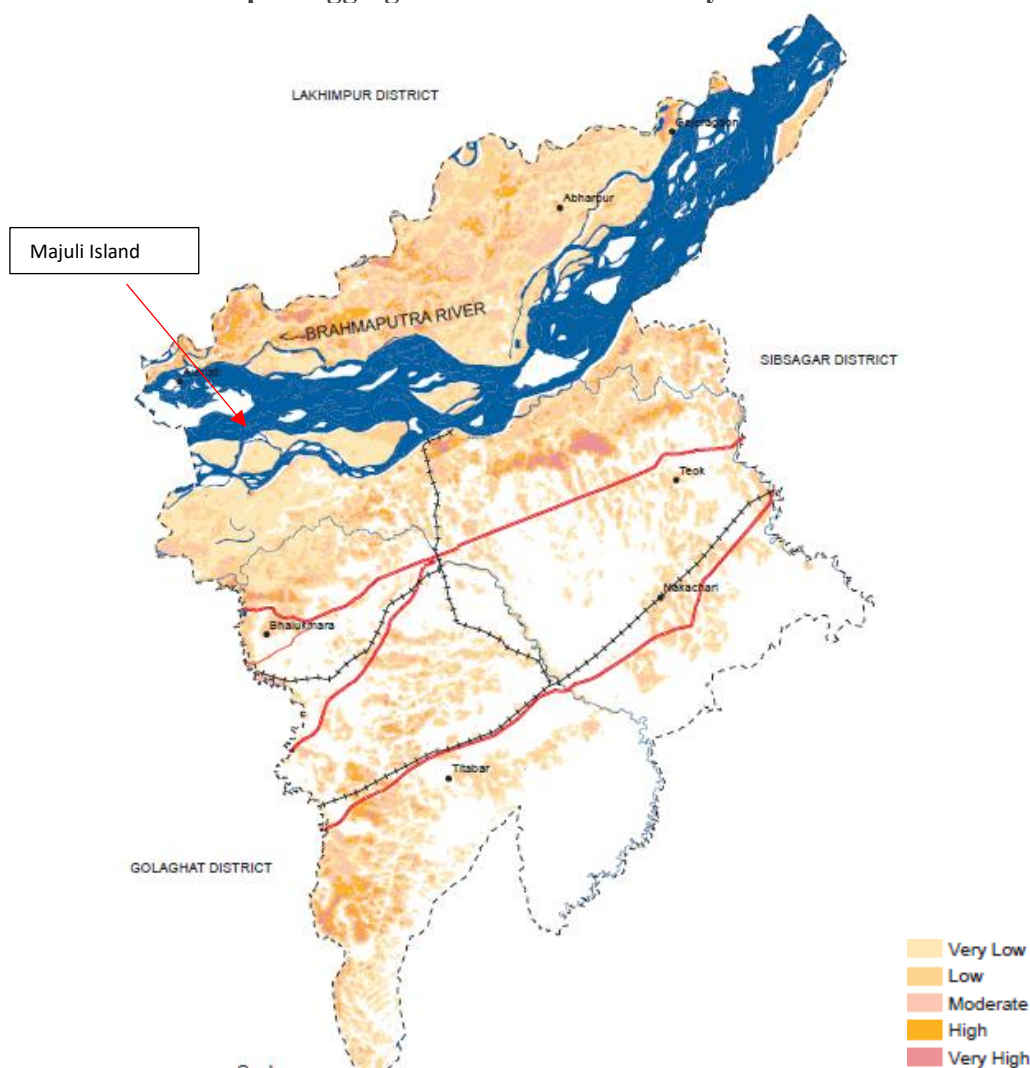 LAKHIMPUR DISTRICT
Abharpur
Majuli Island
<---BRAHMAPUTRA RIVER
SIBSAGAR DISTRICT
Teok
Nakachari
Titabar
GOLAGHAT DISTRICT
Very Low
Low
Moderate
High
Very High